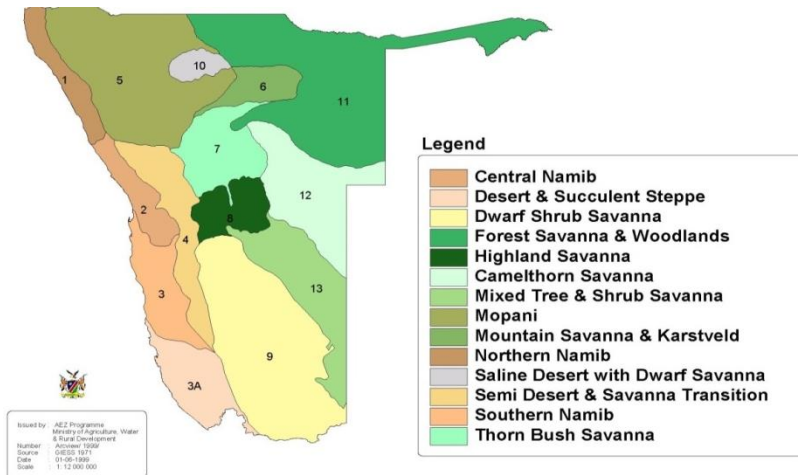 1
5
10
6
11
7
12
2
8
4
3
13
9
3A
Legend
Central Namib
Desert & Succulent Steppe
Dwarf Shrub Savanna
Forest Savanna & Woodlands
Highland Savanna
Camelthorn Savanna
Mixed Tree & Shrub Savanna
Mopani
Mountain Savanna & Karstveld
Northern Namib
Saline Desert with Dwarf Savanna
Semi Desert & Savanna Transition
Southern Namib
Thorn Bush Savanna
Issued by : AEZ Programme
Ministry of Agriculture, Water
& Rural Development
Number : Arcview/ 1999/
Source : GIESS 1971
Date : 01-06-1999
Scale : 1: 12 000 000